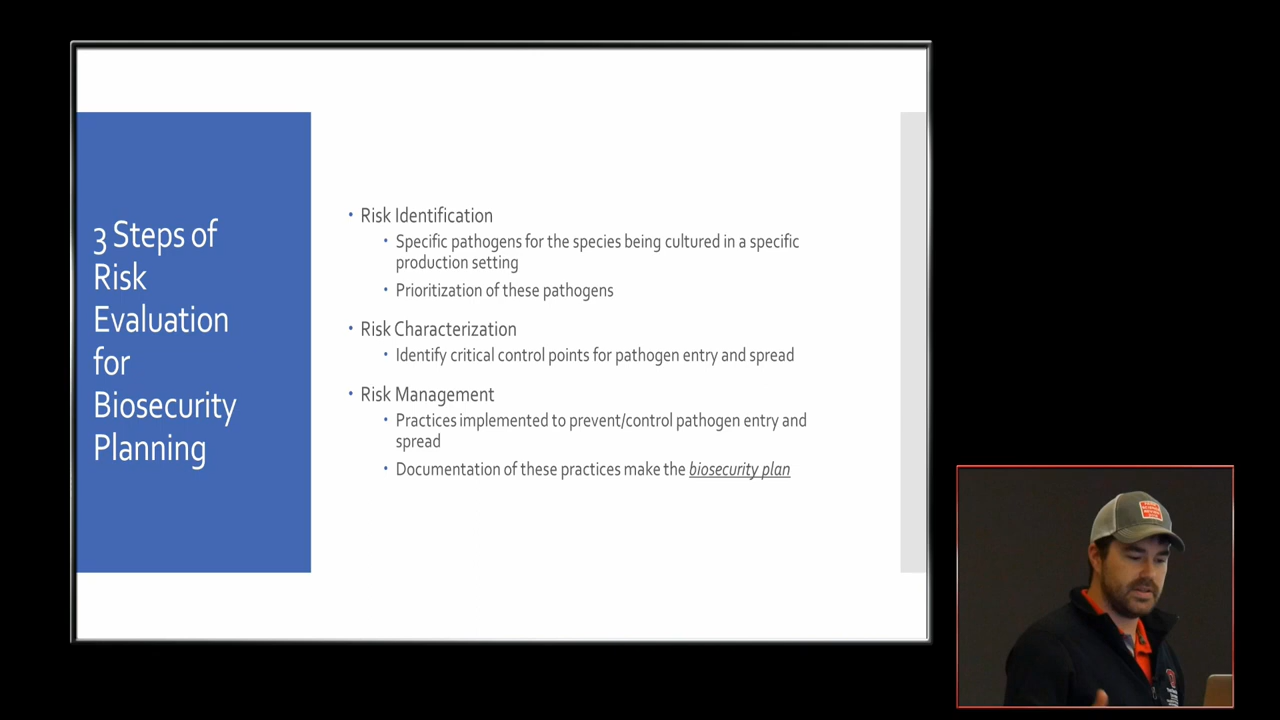 3 Steps of
Risk
Evaluation
for
Biosecurity
Planning
• Risk Identification
• Specific pathogens for the species being cultured in a specific
production setting
• Prioritization of these pathogens
• Risk Characterization
• Identify critical control points for pathogen entry and spread
• Risk Management
• Practices implemented to prevent/control pathogen entry and
spread
• Documentation of these practices make the biosecurity plan